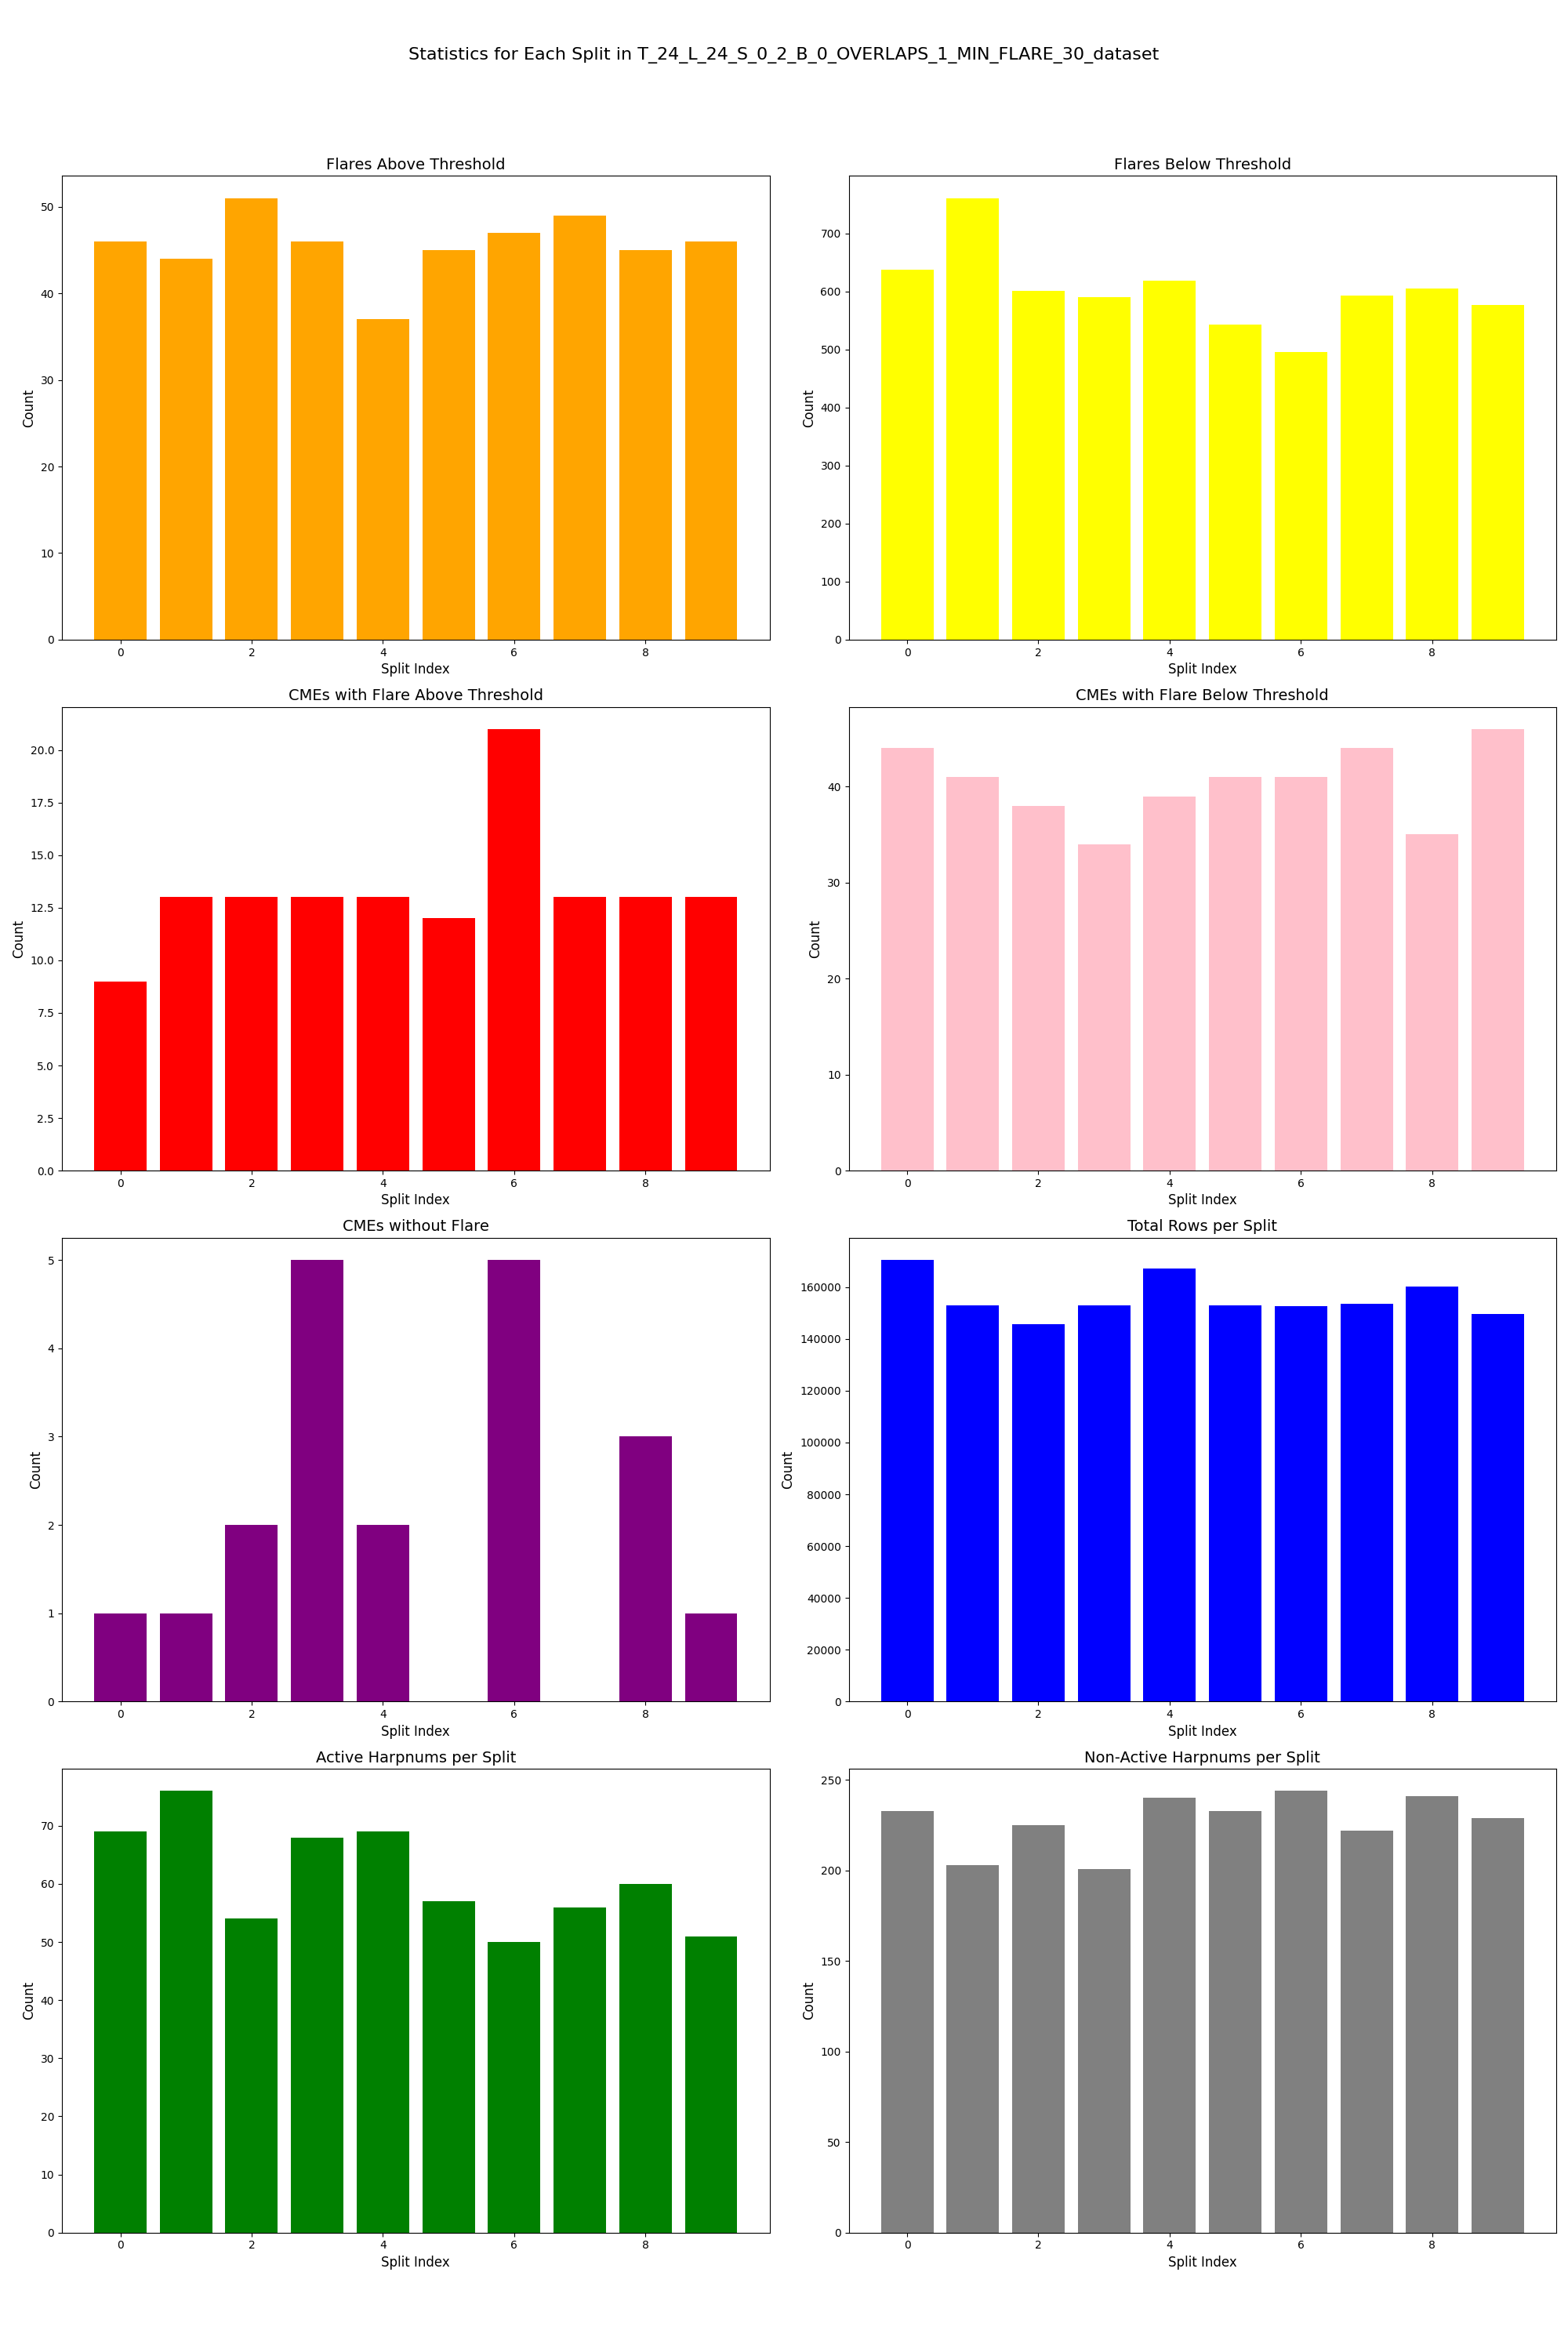 Statistics for Each Split in T_24_L_24_S_0_2_B_0_OVERLAPS_1_MIN_FLARE_30_dataset
Flares Above Threshold
50
40
30
20
10
0
Count
0 2 4 6 8
Split Index
Flares Below Threshold
700
600
500
400
300
200
100
0
Count
0 2 4 6 8
Split Index
CMEs with Flare Above Threshold
20.0
17.5
15.0
12.5
10.0
7.5
5.0
2.5
0.0
Count
0 2 4 6 8
Split Index
CMEs with Flare Below Threshold
40
30
20
10
0
Count
0 2 4 6 8
Split Index
CMEs without Flare
5
4
3
2
1
0
Count
0 2 4 6 8
Split Index
Total Rows per Split
160000
140000
120000
100000
80000
60000
40000
20000
0
Count
0 2 4 6 8
Split Index
Active Harpnums per Split
70
60
50
40
30
20
10
0
Count
0 2 4 6 8
Split Index
Non-Active Harpnums per Split
250
200
150
100
50
0
Count
0 2 4 6 8
Split Index